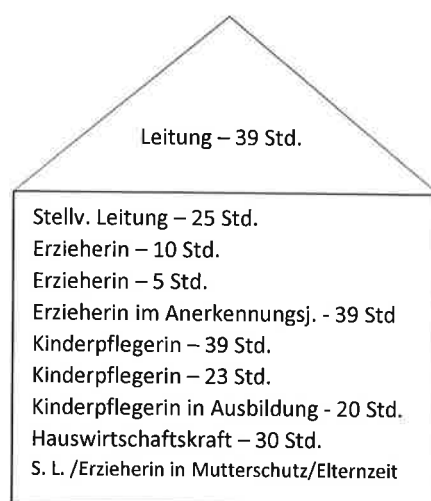 Leitung – 39 Std.
Stellv. Leitung – 25 Std.
Erzieherin – 10 Std.
Erzieherin – 5 Std.
Erzieherin im Anerkennungsj. - 39 Std
Kinderpflegerin – 39 Std.
Kinderpflegerin – 23 Std.
Kinderpflegerin in Ausbildung - 20 Std.
Hauswirtschaftskraft – 30 Std.
S. L. /Erzieherin in Mutterschutz/Elternzeit